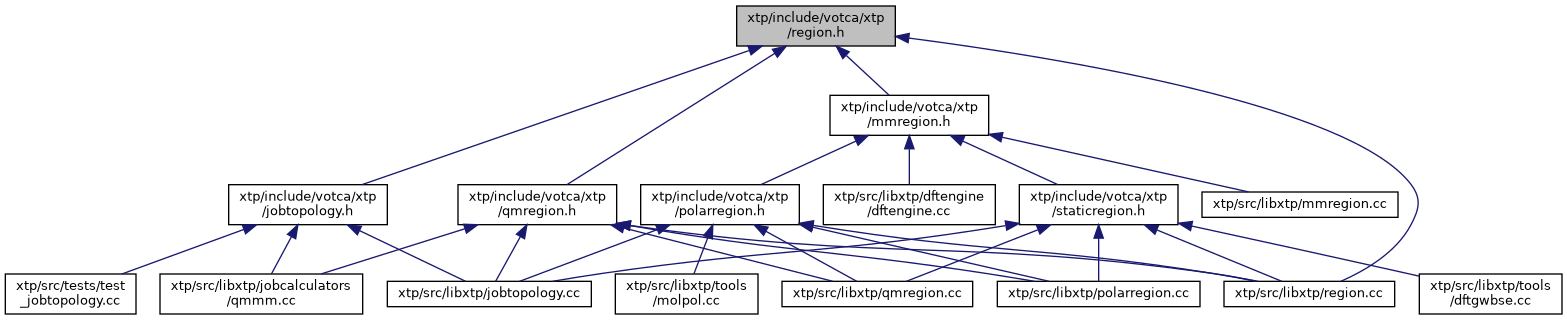 xtp/include/votca/xtp
/region.h
xtp/include/votca/xtp
/mmregion.h
xtp/include/votca/xtp
/jobtopology.h
xtp/include/votca/xtp
/qmregion.h
xtp/include/votca/xtp
/polarregion.h
xtp/src/libxtp/dftengine
/dftengine.cc
xtp/include/votca/xtp
/staticregion.h
xtp/src/libxtp/mmregion.cc
xtp/src/tests/test
_jobtopology.cc
xtp/src/libxtp/jobcalculators
/qmmm.cc
xtp/src/libxtp/jobtopology.cc
xtp/src/libxtp/tools
/molpol.cc
xtp/src/libxtp/qmregion.cc
xtp/src/libxtp/polarregion.cc
xtp/src/libxtp/region.cc
xtp/src/libxtp/tools
/dftgwbse.cc